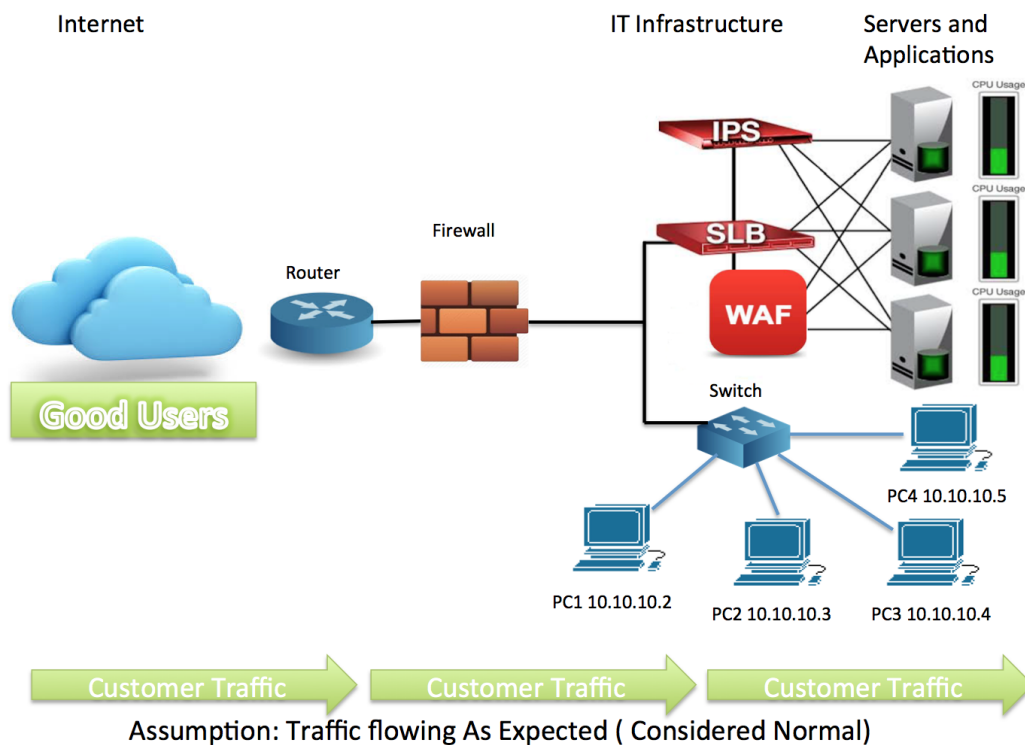 Internet
IT Infrastructure
Servers and
Applications
CPU Usage
IPS
CPU Usage
SLB
Firewall
Router
CPU Usage
WAF
Good Users
Switch
PC4 10.10.10.5
PC1 10.10.10.2
PC2 10.10.10.3
PC3 10.10.10.4
Customer Traffic
Customer Traffic
Customer Traffic
Assumption: Traffic flowing As Expected ( Considered Normal)